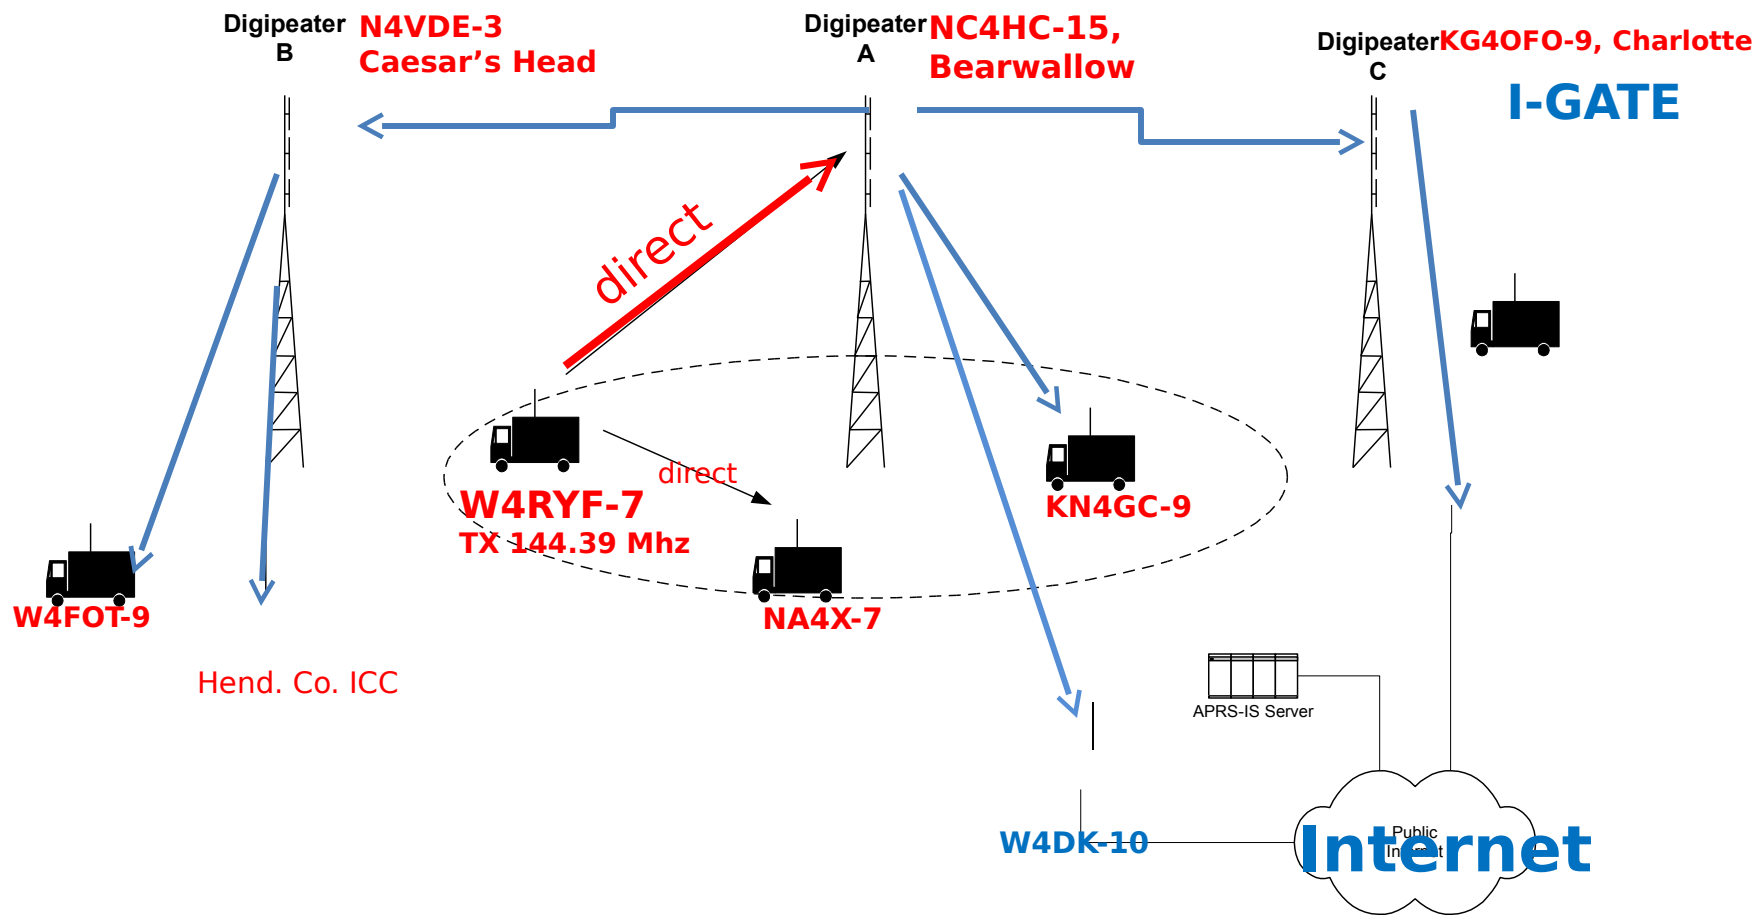 Digipeater
B
N4VDE-3
Caesar’s Head
Digipeater
A
NC4HC-15,
Bearwallow
Digipeater
C
KG4OFO-9, Charlotte
I-GATE
direct
direct
W4RYF-7
TX 144.39 Mhz
KN4GC-9
NA4X-7
W4FOT-9
Hend. Co. ICC
APRS-IS Server
W4DK-10
Public
Internet
Internet